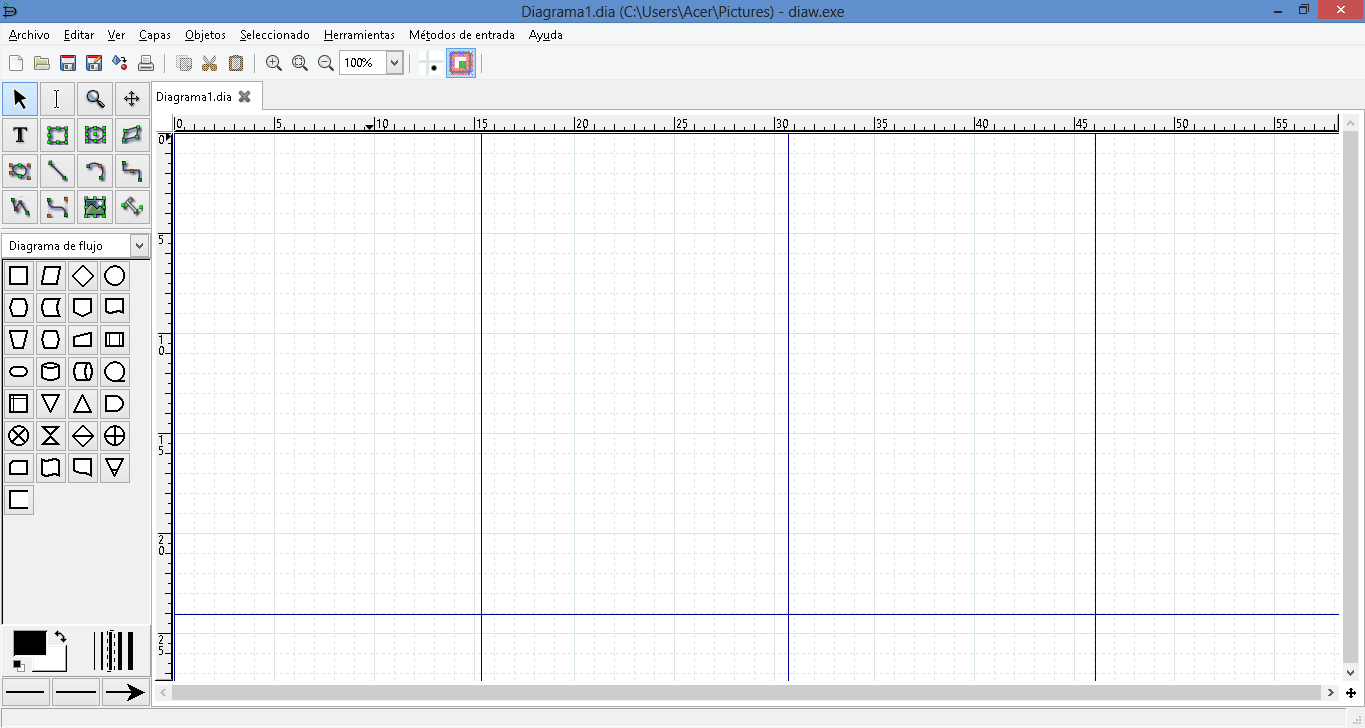 Diagrama1.dia (C:\Users\Acer\Pictures) - diaw.exe
Archivo Editar Ver Capas Objetos Seleccionado Herramientas Métodos de entrada Ayuda
100%
Diagrama1.dia
T
0 5 10 15 20 25 30 35 40 45 50 55
0
5
10
15
20
25
Diagrama de flujo